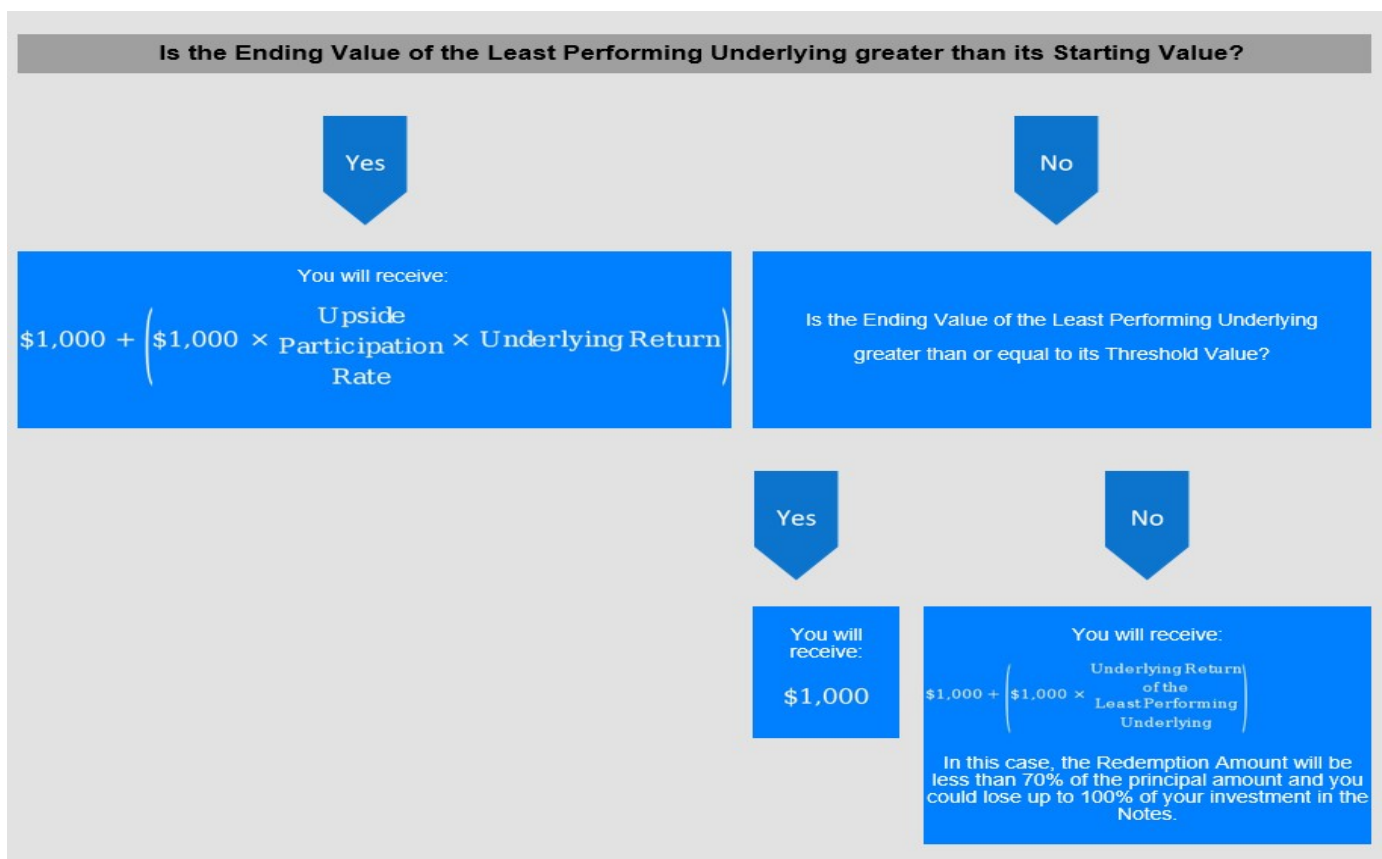 Is the Ending Value of the Least Performing Underlying greater than its Starting Value?
Yes
No
You will receive:
$1,000 + ($1,000 × Upside Participation Rate × Underlying Return)
Is the Ending Value of the Least Performing Underlying
greater than or equal to its Threshold Value?
Yes
No
You will
receive:
$1,000
You will receive:
$1,000 + ($1,000 × Underlying Return of the Least Performing Underlying)
In this case, the Redemption Amount will be
less than 70% of the principal amount and you
could lose up to 100% of your investment in the
Notes.